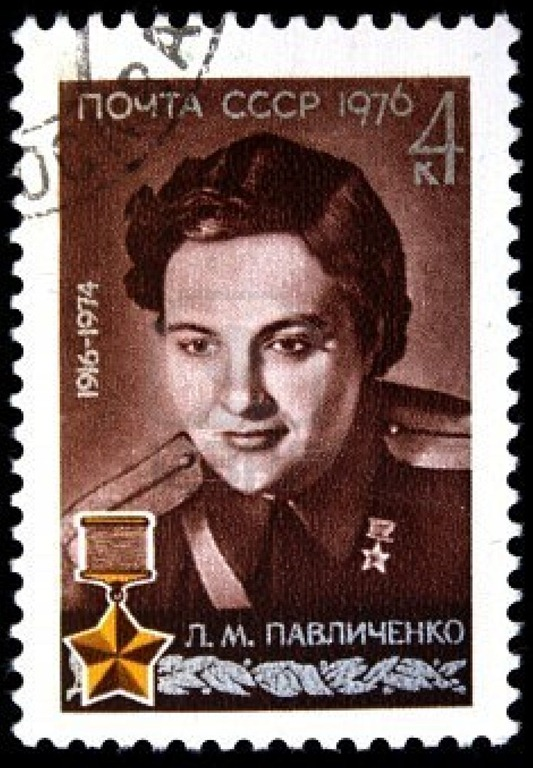 ПОЧТА СССР 1976
4
к
1916-1974
Л. М. ПАВЛИЧЕНКО